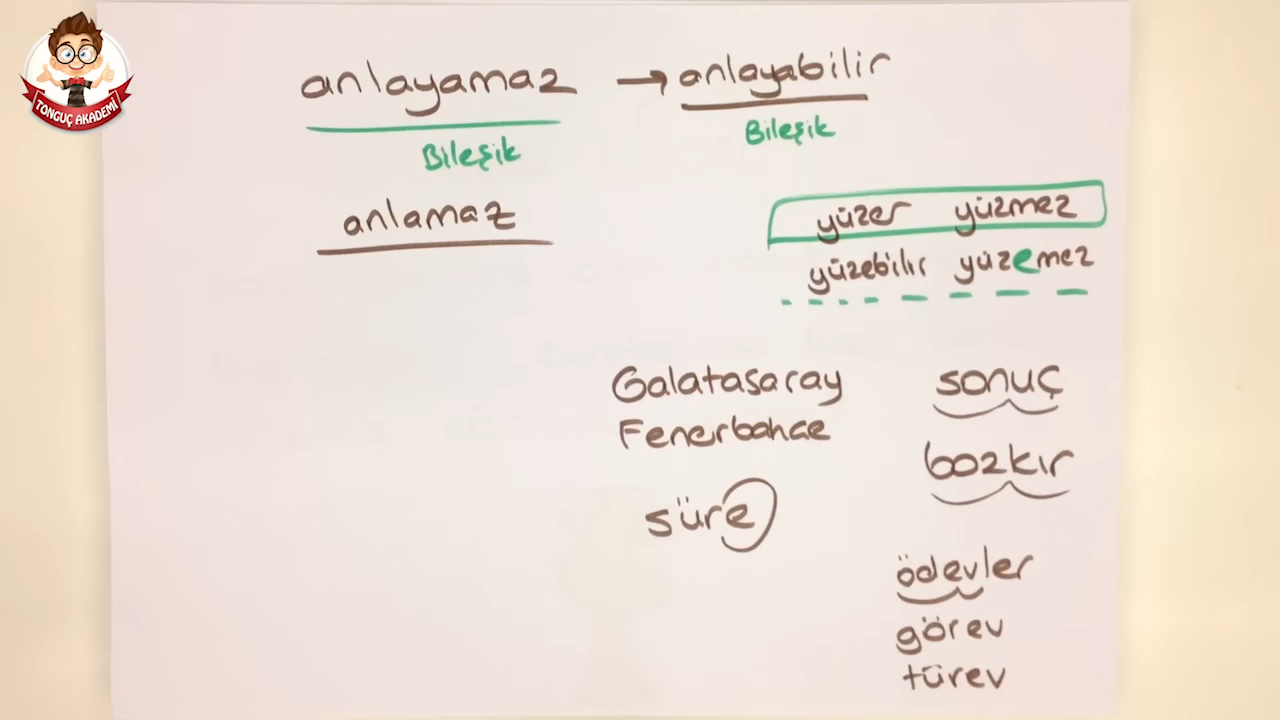 TONGUÇ AKADEMİ
anlayamaz → anlayabilir
Bileşik Bileşik
anlamaz
yüzer yüzmez
yüzebilir yüzemez
Galatasaray sonuç
Fenerbahçe
bozkır
süre
ödevler
görev
türev